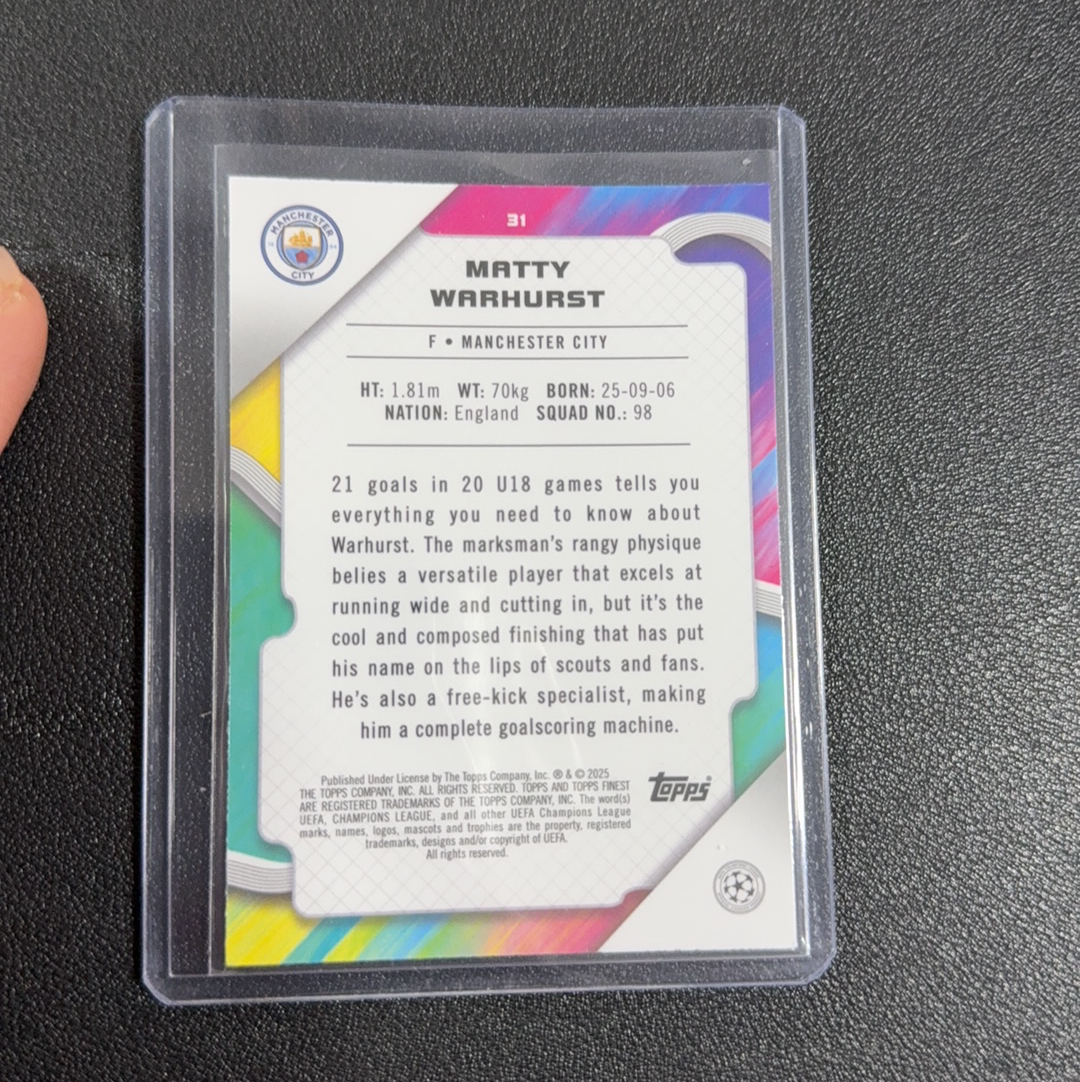 MANCHESTER
CITY
31
MATTY
WARHURST
F • MANCHESTER CITY
HT: 1.81m WT: 70kg BORN: 25-09-06
NATION: England SQUAD NO.: 98
21 goals in 20 U18 games tells you
everything you need to know about
Warhurst. The marksman's rangy physique
belies a versatile player that excels at
running wide and cutting in, but it's the
cool and composed finishing that has put
his name on the lips of scouts and fans.
He's also a free-kick specialist, making
him a complete goalscoring machine.
Published Under License by The Topps Company, Inc. ® & © 2025
THE TOPPS COMPANY, INC. ALL RIGHTS RESERVED. TOPPS AND TOPPS FINEST
ARE REGISTERED TRADEMARKS OF THE TOPPS COMPANY, INC. The word(s)
UEFA, CHAMPIONS LEAGUE, and all other UEFA Champions League
marks, names, logos, mascots and trophies are the property, registered
trademarks, designs and/or copyright of UEFA.
All rights reserved.
Topps®